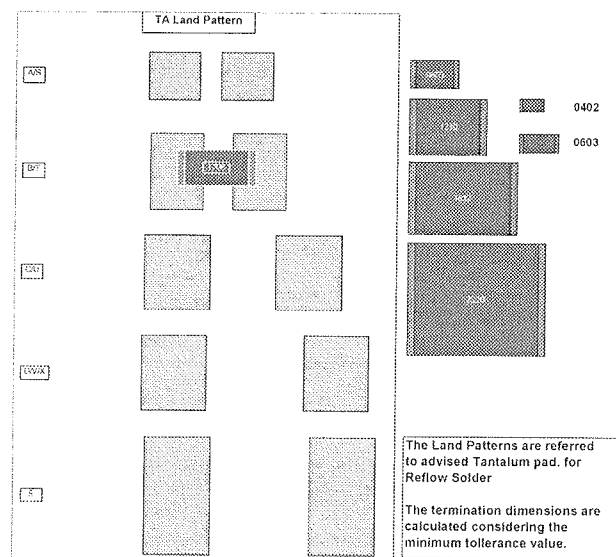 TA Land Pattern
A/S
B/T
C/U
0402
0603
The Land Patterns are referred
to advised Tantalum pad. for
Reflow Solder
The termination dimensions are
calculated considering the
minimum tollerance value.